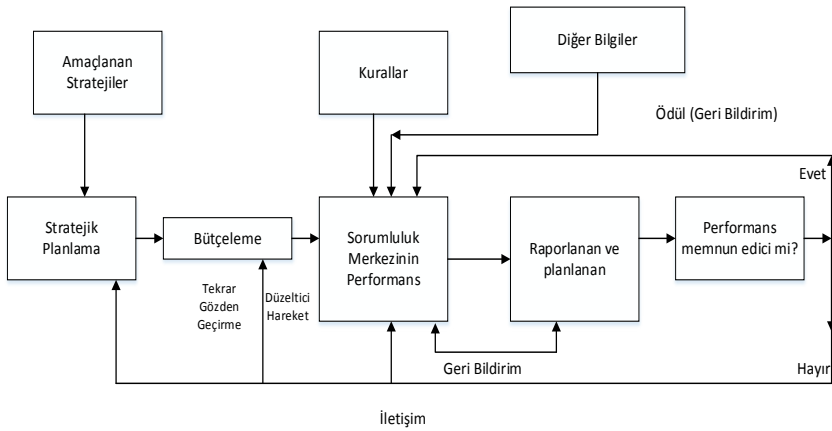 Amaçlanan
Stratejiler
Kurallar
Diğer Bilgiler
Ödül (Geri Bildirim)
Evet
Stratejik
Planlama
Bütçeleme
Sorumluluk
Merkezinin
Performans
Raporlanan ve
planlanan
Performans
memnun edici mi?
Tekrar
Gözden
Geçirme
Düzeltici
Hareket
Geri Bildirim
Hayır
İletişim